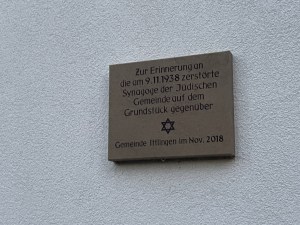 Zur Erinnerung an
die am 9.11.1938 zerstörte
Synagoge der Jüdischen
Gemeinde auf dem
Grundstück gegenüber
Gemeinde Ittlingen im Nov. 2018